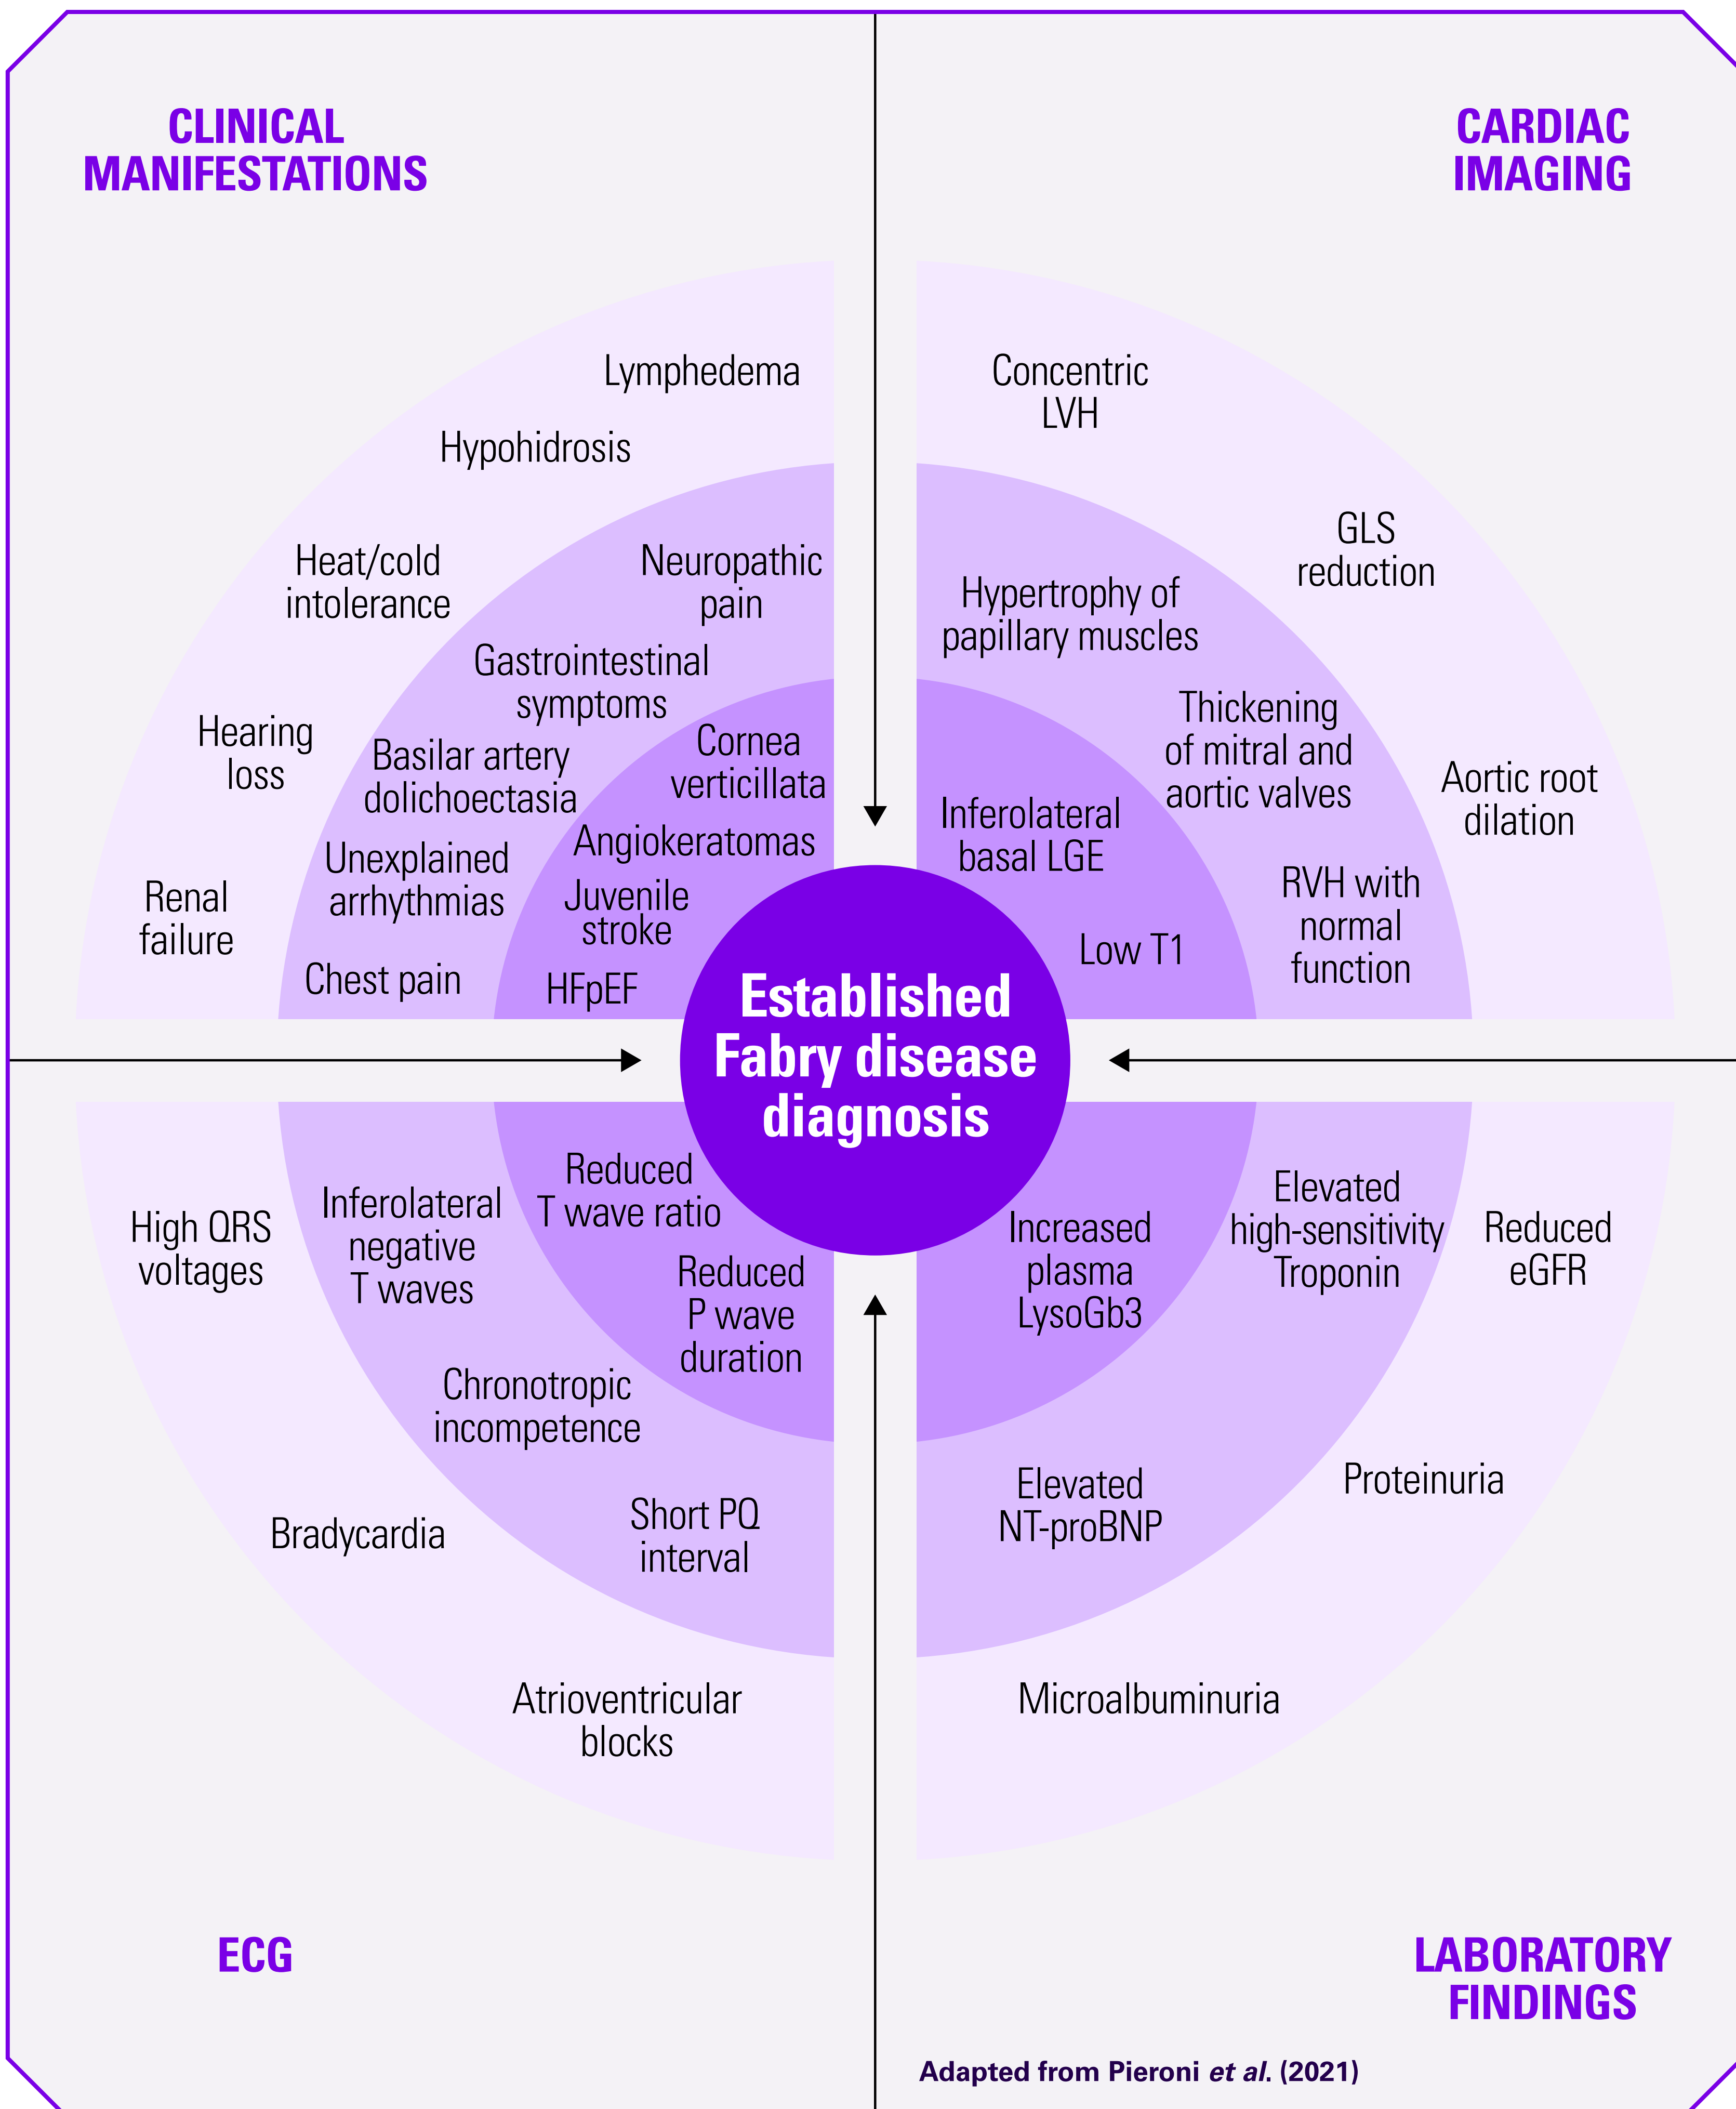 CLINICAL
MANIFESTATIONS
Lymphedema
Hypohidrosis
Heat/cold
intolerance
Hearing
loss
Renal
failure
Neuropathic
pain
Gastrointestinal
symptoms
Basilar artery
dolichoectasia
Unexplained
arrhythmias
Chest pain
Cornea
verticillata
Angiokeratomas
Juvenile
stroke
HFpEF
CARDIAC
IMAGING
Concentric
LVH
GLS
reduction
Aortic root
dilation
Hypertrophy of
papillary muscles
Thickening
of mitral and
aortic valves
RVH with
normal
function
Inferolateral
basal LGE
Low T1
Established
Fabry disease
diagnosis
Reduced
T wave ratio
Reduced
P wave
duration
Inferolateral
negative
T waves
Chronotropic
incompetence
Short PQ
interval
High QRS
voltages
Bradycardia
Atrioventricular
blocks
ECG
Increased
plasma
LysoGb3
Elevated
high-sensitivity
Troponin
Elevated
NT-proBNP
Reduced
eGFR
Proteinuria
Microalbuminuria
LABORATORY
FINDINGS
Adapted from Pieroni et al. (2021)